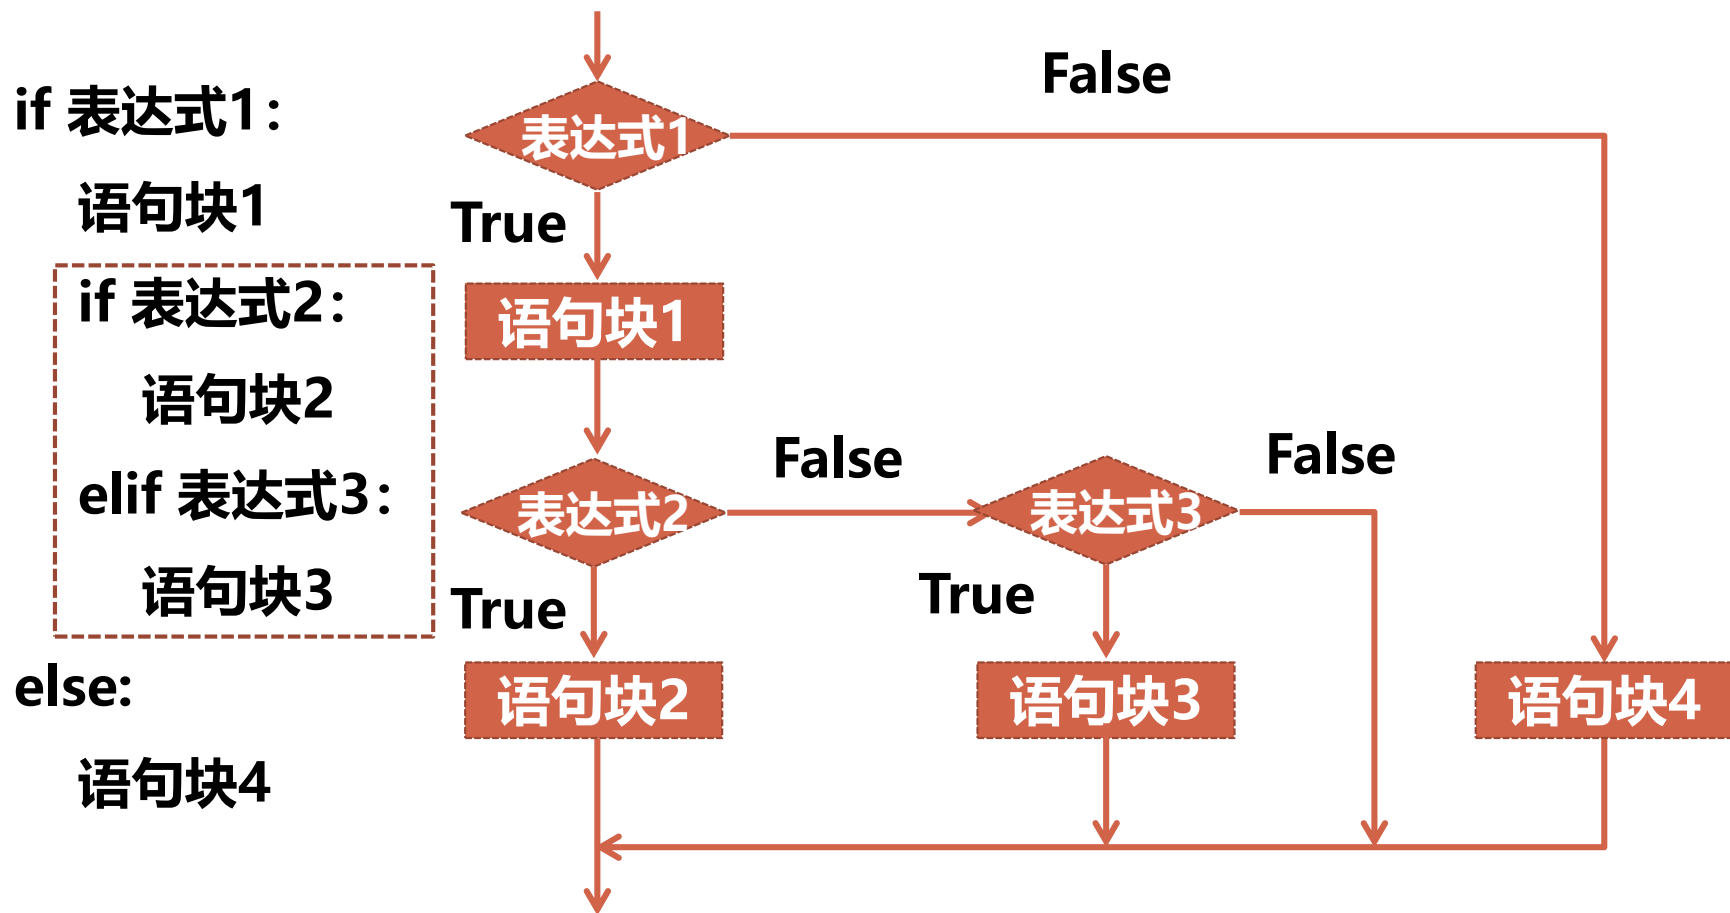 if 表达式1：
语句块1
if 表达式2：
语句块2
elif 表达式3：
语句块3
else:
语句块4
False
表达式1
True
语句块1
False
False
表达式2
表达式3
True
True
语句块2
语句块3
语句块4